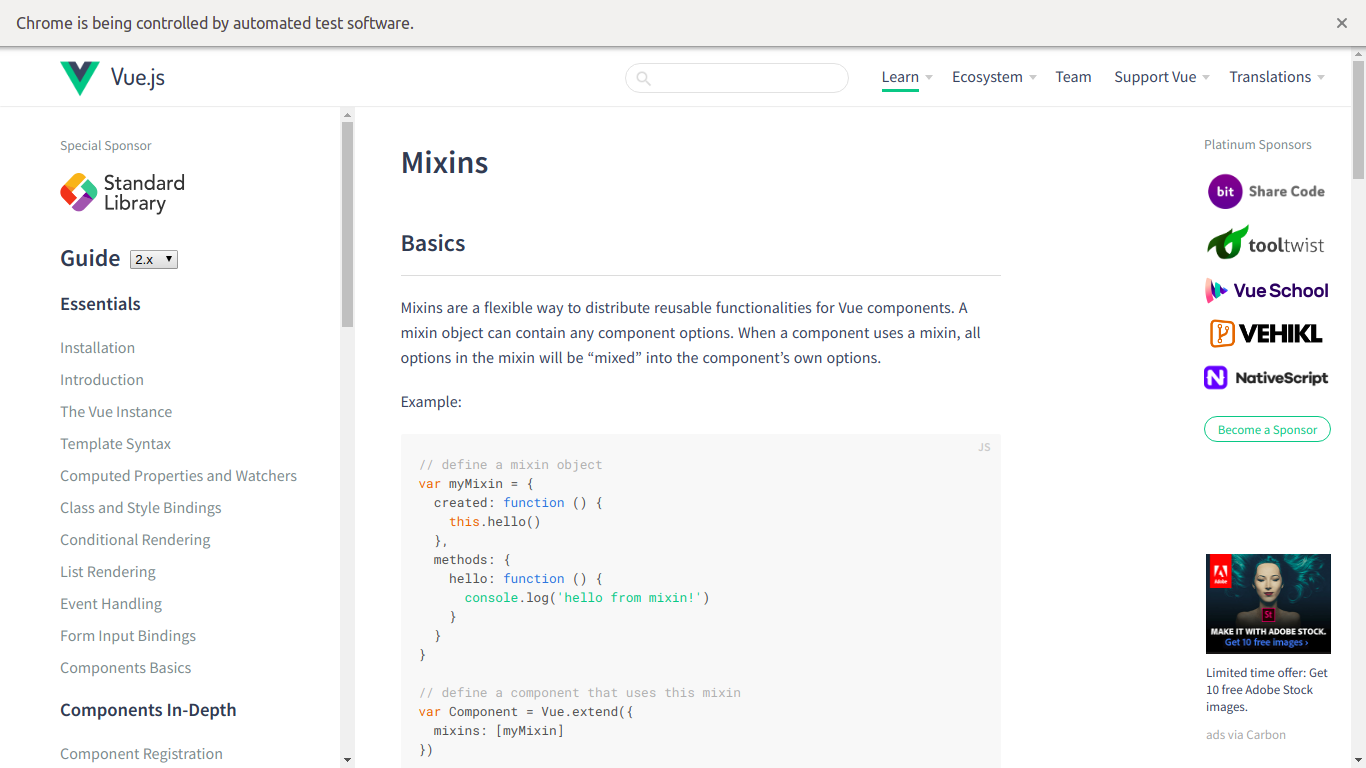 Chrome is being controlled by automated test software.
Vue.js
Learn
Ecosystem
Team
Support Vue
Translations
Special Sponsor
Standard
Library
Guide
2.x
Essentials
Installation
Introduction
The Vue Instance
Template Syntax
Computed Properties and Watchers
Class and Style Bindings
Conditional Rendering
List Rendering
Event Handling
Form Input Bindings
Components Basics
Components In-Depth
Component Registration
Mixins
Basics
Mixins are a flexible way to distribute reusable functionalities for Vue components. A
mixin object can contain any component options. When a component uses a mixin, all
options in the mixin will be “mixed” into the component’s own options.
Example:
JS
// define a mixin object
var myMixin = {
  created: function () {
    this.hello()
  },
  methods: {
    hello: function () {
      console.log('hello from mixin!')
    }
  }
}
// define a component that uses this mixin
var Component = Vue.extend({
  mixins: [myMixin]
})
Platinum Sponsors
bit Share Code
tooltwist
Vue School
VEHIKL
NativeScript
Become a Sponsor
Adobe
St
MAKE IT WITH ADOBE STOCK.
Get 10 free images ›
Limited time offer: Get
10 free Adobe Stock
images.
ads via Carbon